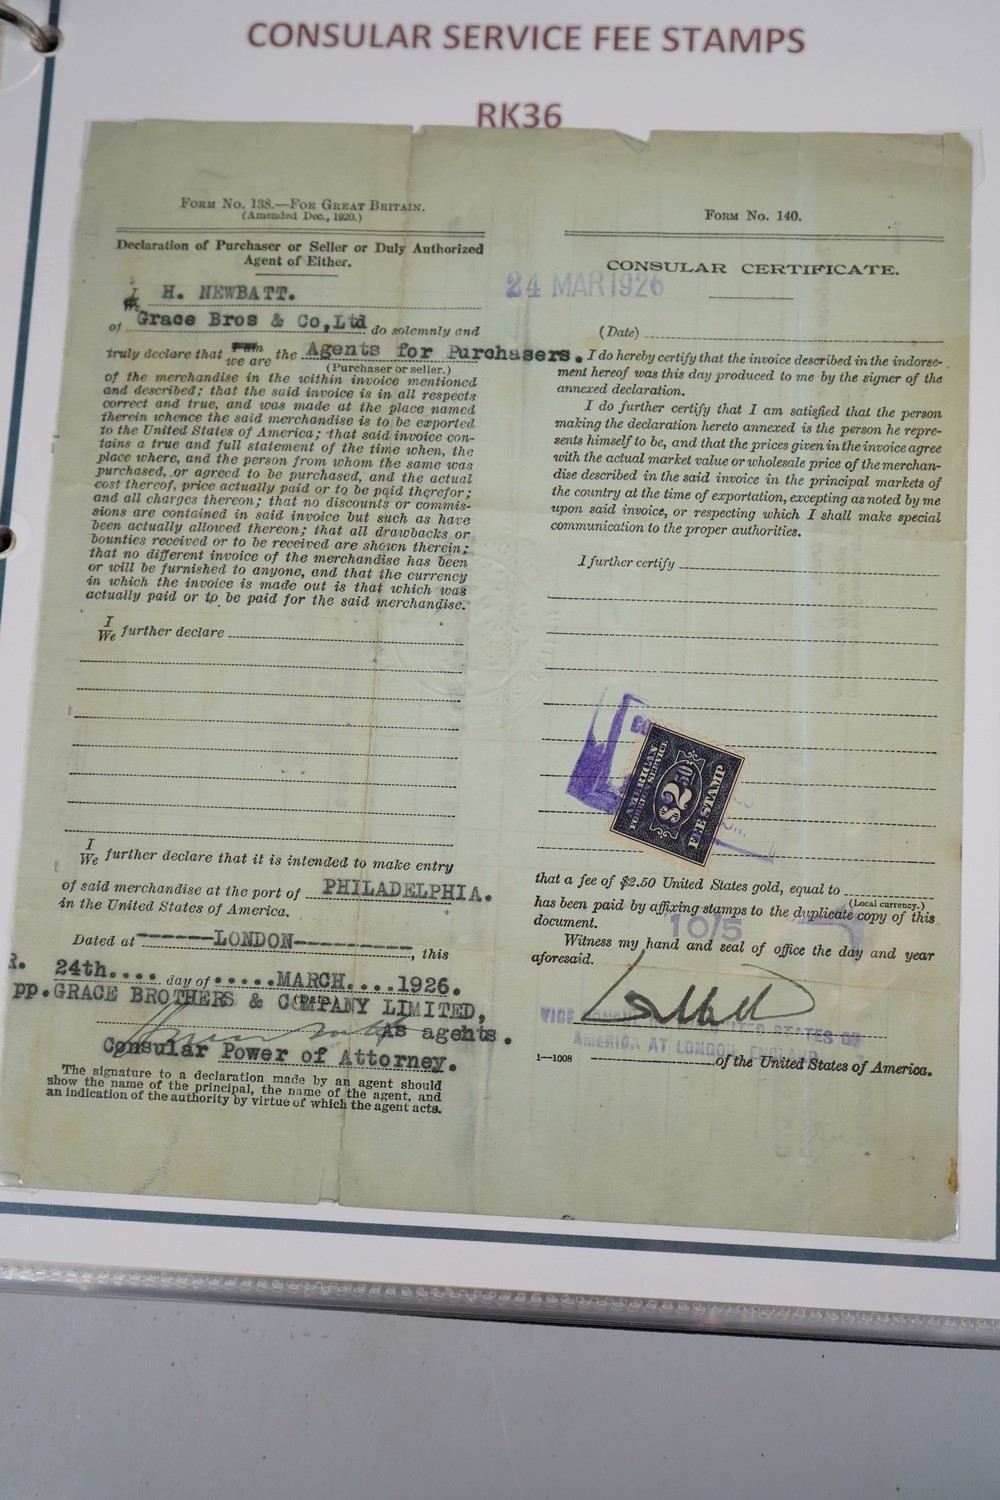 CONSULAR SERVICE FEE STAMPS
RK36
FORM NO. 138.—FOR GREAT BRITAIN.
(Amended Dec., 1920.)
Declaration of Purchaser or Seller or Duly Authorized
Agent of Either.
I
We H. NEWBATT.
of Grace Bros & Co,Ltd do solemnly and
truly declare that I am
we are the Agents for Purchasers.
(Purchaser or seller.)
of the merchandise in the within invoice mentioned
and described; that the said invoice is in all respects
correct and true, and was made at the place named
therein whence the said merchandise is to be exported
to the United States of America; that said invoice con-
tains a true and full statement of the time when, the
place where, and the person from whom the same was
purchased, or agreed to be purchased, and the actual
cost thereof, price actually paid or to be paid therefor;
and all charges thereon; that no discounts or commis-
sions are contained in said invoice but such as have
been actually allowed thereon; that all drawbacks or
bounties received or to be received are shown therein;
that no different invoice of the merchandise has been
or will be furnished to anyone, and that the currency
in which the invoice is made out is that which was
actually paid or to be paid for the said merchandise.
I
We further declare
I
We further declare that it is intended to make entry
of said merchandise at the port of PHILADELPHIA.
in the United States of America.
Dated at ------LONDON----------, this
R. 24th.... day of .....MARCH....1926.
(Date.)
pp.GRACE BROTHERS & COMPANY LIMITED,
As agents.
Consular Power of Attorney.
The signature to a declaration made by an agent should
show the name of the principal, the name of the agent, and
an indication of the authority by virtue of which the agent acts.
FORM NO. 140.
CONSULAR CERTIFICATE.
24 MAR 1926
(Date)
I do hereby certify that the invoice described in the indorse-
ment hereof was this day produced to me by the signer of the
annexed declaration.
I do further certify that I am satisfied that the person
making the declaration hereto annexed is the person he repre-
sents himself to be, and that the prices given in the invoice agree
with the actual market value or wholesale price of the merchan-
dise described in the said invoice in the principal markets of
the country at the time of exportation, excepting as noted by me
upon said invoice, or respecting which I shall make special
communication to the proper authorities.
I further certify
AMERICAN
FOREIGN SERVICE
$2.50
FEE STAMP
that a fee of $2.50 United States gold, equal to
(Local currency.)
has been paid by affixing stamps to the duplicate copy of this
document.
10/5
Witness my hand and seal of office the day and year
aforesaid.
VICE CONSUL OF THE UNITED STATES OF
AMERICA AT LONDON, ENGLAND
1—1008 of the United States of America.